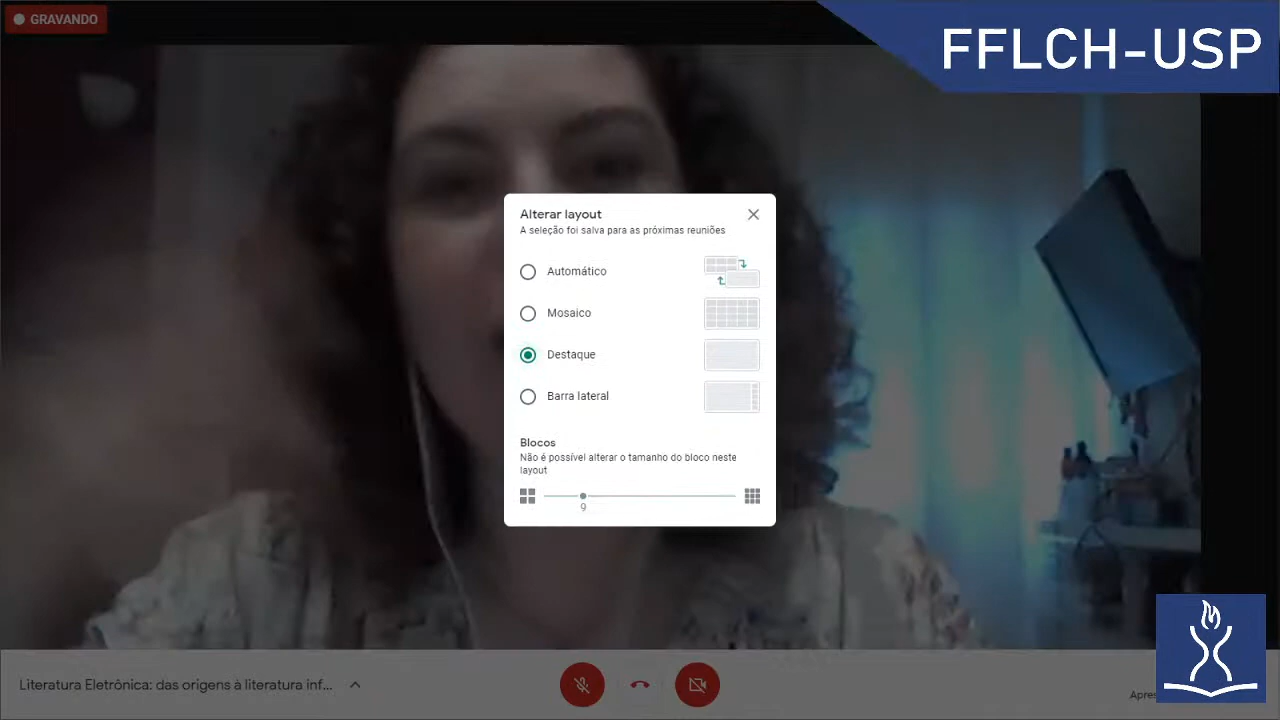 GRAVANDO
FFLCH-USP
Alterar layout
A seleção foi salva para as próximas reuniões
Automático
Mosaico
Destaque
Barra lateral
Blocos
Não é possível alterar o tamanho do bloco neste
layout
9
Literatura Eletrônica: das origens à literatura inf...
Apres